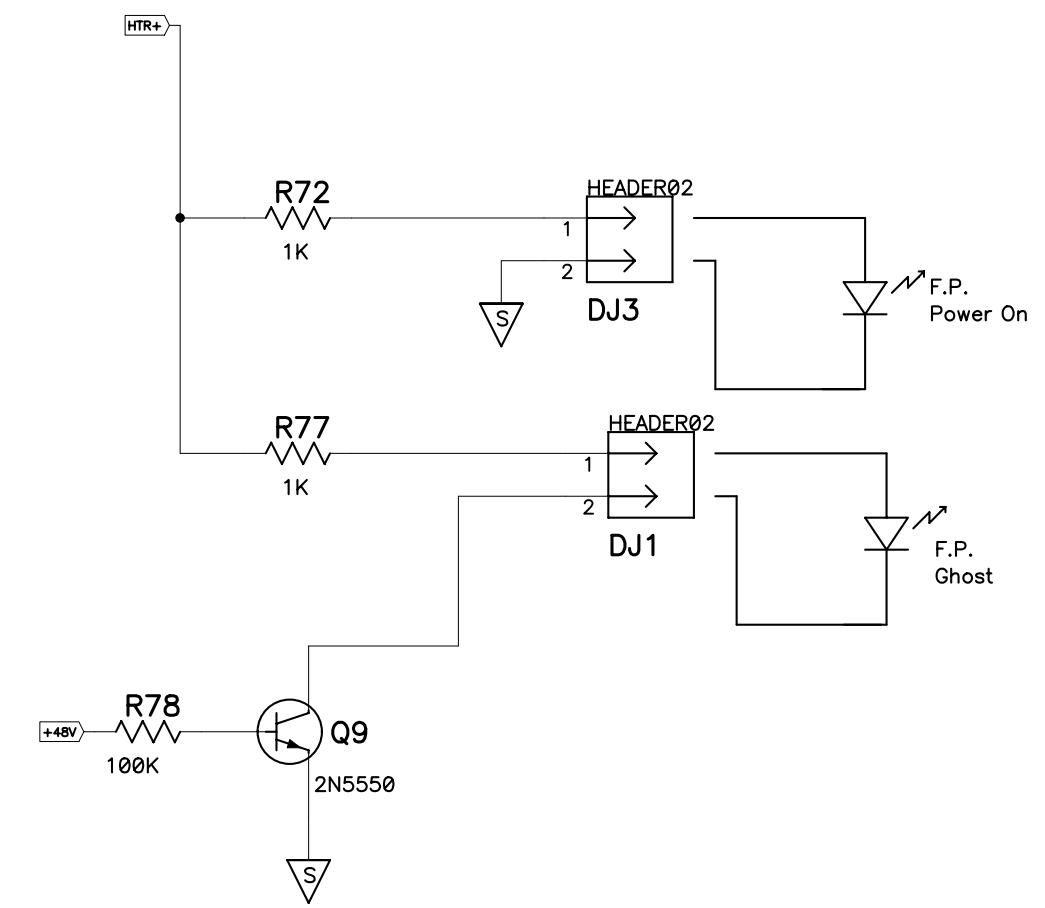 HTR+
R72
1K
HEADER02
1
2
DJ3
S
F.P.
Power On
R77
1K
HEADER02
1
2
DJ1
F.P.
Ghost
+48V
R78
100K
Q9
2N5550
S